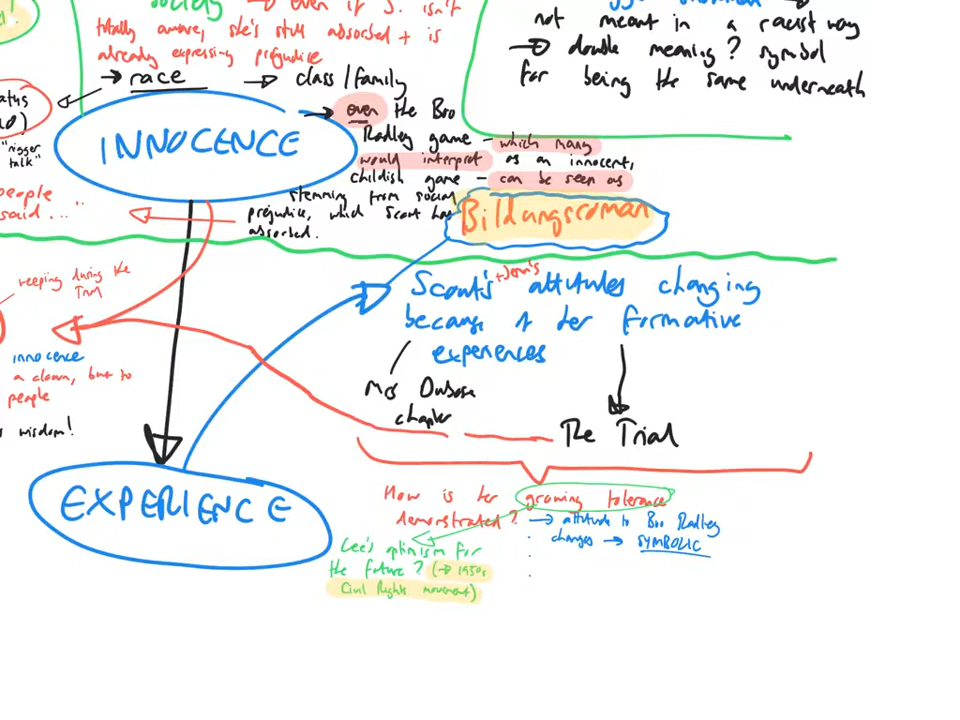 society → even if S. isn't
totally aware, she's still absorbed + is
already expressing prejudice
→ race → class / family
not meant in a racist way
→ double meaning? symbol
for being the same underneath
"nigger
talk"
INNOCENCE
→ even the Boo
Radley game - which many
would interpret as an innocent,
childish game - can be seen as
stemming from social
prejudice, which Scout has
absorbed.
people
said ..."
Bildungsroman
weeping during the
Trial
Scout's + Jem's attitudes changing
because of her formative
experiences
innocence
a clown, but to
people
wisdom!
Mrs Dubose
chapter
The Trial
EXPERIENCE
How is her growing tolerance
demonstrated? → attitude to Boo Radley
changes → SYMBOLIC
Lee's optimism for
the future? (→ 1950s
Civil Rights movement)